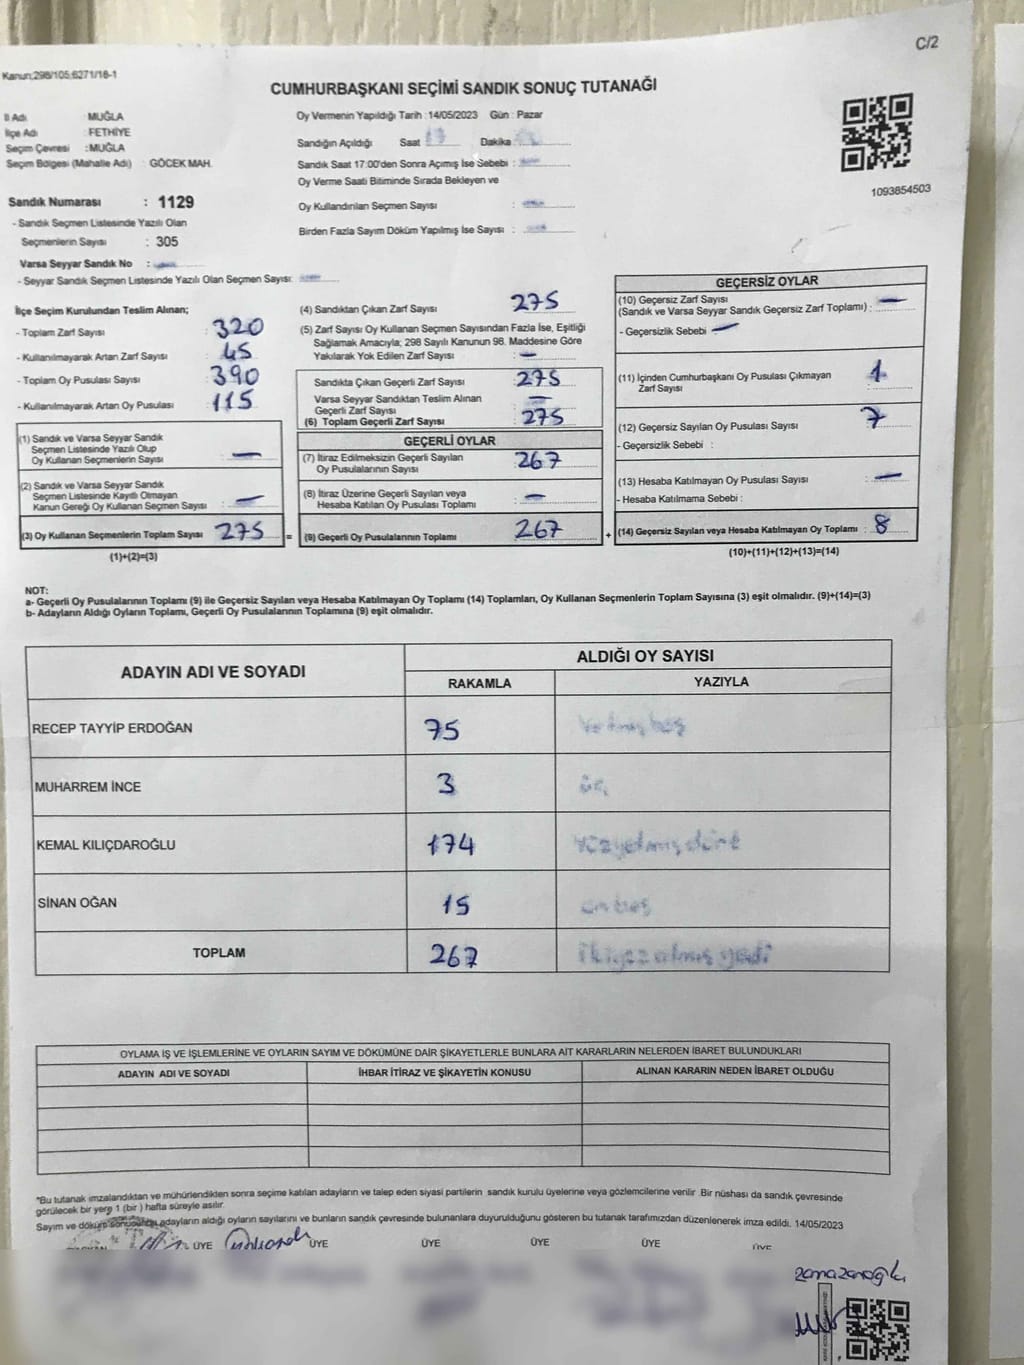 C/2
Kanun;298/105;6271/18-1
CUMHURBAŞKANI SEÇİMİ SANDIK SONUÇ TUTANAĞI
İl Adı : MUĞLA
İlçe Adı : FETHİYE
Seçim Çevresi : MUĞLA
Seçim Bölgesi (Mahalle Adı) : GÖCEK MAH.
Oy Vermenin Yapıldığı Tarih : 14/05/2023 Gün : Pazar
Sandığın Açıldığı Saat Dakika :
Sandık Saat 17:00'den Sonra Açımış İse Sebebi :
Oy Verme Saati Bitiminde Sırada Bekleyen ve
Oy Kullandırılan Seçmen Sayısı :
Birden Fazla Sayım Döküm Yapılmış İse Sayısı :
1093854503
Sandık Numarası : 1129
- Sandık Seçmen Listesinde Yazılı Olan
Seçmenlerin Sayısı : 305
Varsa Seyyar Sandık No :
- Seyyar Sandık Seçmen Listesinde Yazılı Olan Seçmen Sayısı:
İlçe Seçim Kurulundan Teslim Alınan;
- Toplam Zarf Sayısı : 320
- Kullanılmayarak Artan Zarf Sayısı : 45
- Toplam Oy Pusulası Sayısı : 390
- Kullanılmayarak Artan Oy Pusulası : 115
(1) Sandık ve Varsa Seyyar Sandık
Seçmen Listesinde Yazılı Olup
Oy Kullanan Seçmenlerin Sayısı : —
(2) Sandık ve Varsa Seyyar Sandık
Seçmen Listesinde Kayıtlı Olmayan
Kanun Gereği Oy Kullanan Seçmen Sayısı : —
(3) Oy Kullanan Seçmenlerin Toplam Sayısı : 275
(1)+(2)=(3)
(4) Sandıktan Çıkan Zarf Sayısı : 275
(5) Zarf Sayısı Oy Kullanan Seçmen Sayısından Fazla İse, Eşitliği
Sağlamak Amacıyla; 298 Sayılı Kanunun 98. Maddesine Göre
Yakılarak Yok Edilen Zarf Sayısı : —
Sandıkta Çıkan Geçerli Zarf Sayısı : 275
Varsa Seyyar Sandıktan Teslim Alınan
Geçerli Zarf Sayısı : —
(6) Toplam Geçerli Zarf Sayısı : 275
GEÇERLİ OYLAR
(7) İtiraz Edilmeksizin Geçerli Sayılan
Oy Pusulalarının Sayısı : 267
(8) İtiraz Üzerine Geçerli Sayılan veya
Hesaba Katılan Oy Pusulası Toplamı : —
= (9) Geçerli Oy Pusulalarının Toplamı : 267
GEÇERSİZ OYLAR
(10) Geçersiz Zarf Sayısı
(Sandık ve Varsa Seyyar Sandık Geçersiz Zarf Toplamı) : —
- Geçersizlik Sebebi : —
(11) İçinden Cumhurbaşkanı Oy Pusulası Çıkmayan
Zarf Sayısı : 1
(12) Geçersiz Sayılan Oy Pusulası Sayısı : 7
- Geçersizlik Sebebi :
(13) Hesaba Katılmayan Oy Pusulası Sayısı : —
- Hesaba Katılmama Sebebi :
+ (14) Geçersiz Sayılan veya Hesaba Katılmayan Oy Toplamı : 8
(10)+(11)+(12)+(13)=(14)
NOT:
a- Geçerli Oy Pusulalarının Toplamı (9) ile Geçersiz Sayılan veya Hesaba Katılmayan Oy Toplamı (14) Toplamları, Oy Kullanan Seçmenlerin Toplam Sayısına (3) eşit olmalıdır. (9)+(14)=(3)
b- Adayların Aldığı Oyların Toplamı, Geçerli Oy Pusulalarının Toplamına (9) eşit olmalıdır.
ADAYIN ADI VE SOYADI ALDIĞI OY SAYISI
RAKAMLA YAZIYLA
RECEP TAYYİP ERDOĞAN 75 Yetmiş beş
MUHARREM İNCE 3 üç
KEMAL KILIÇDAROĞLU 174 Yüzyetmiş dört
SİNAN OĞAN 15 on beş
TOPLAM 267 İkiyüz altmış yedi
OYLAMA İŞ VE İŞLEMLERİNE VE OYLARIN SAYIM VE DÖKÜMÜNE DAİR ŞİKAYETLERLE BUNLARA AİT KARARLARIN NELERDEN İBARET BULUNDUKLARI
ADAYIN ADI VE SOYADI İHBAR İTİRAZ VE ŞİKAYETİN KONUSU ALINAN KARARIN NEDEN İBARET OLDUĞU
*Bu tutanak imzalandıktan ve mühürlendikten sonra seçime katılan adayların ve talep eden siyasi partilerin sandık kurulu üyelerine veya gözlemcilerine verilir .Bir nüshası da sandık çevresinde
görülecek bir yere 1 (bir ) hafta süreyle asılır.
Sayım ve döküm sonucunda adayların aldığı oyların sayılarını ve bunların sandık çevresinde bulunanlara duyurulduğunu gösteren bu tutanak tarafımızdan düzenlenerek imza edildi. 14/05/2023
BAŞKAN ÜYE ÜYE ÜYE ÜYE ÜYE ÜYE